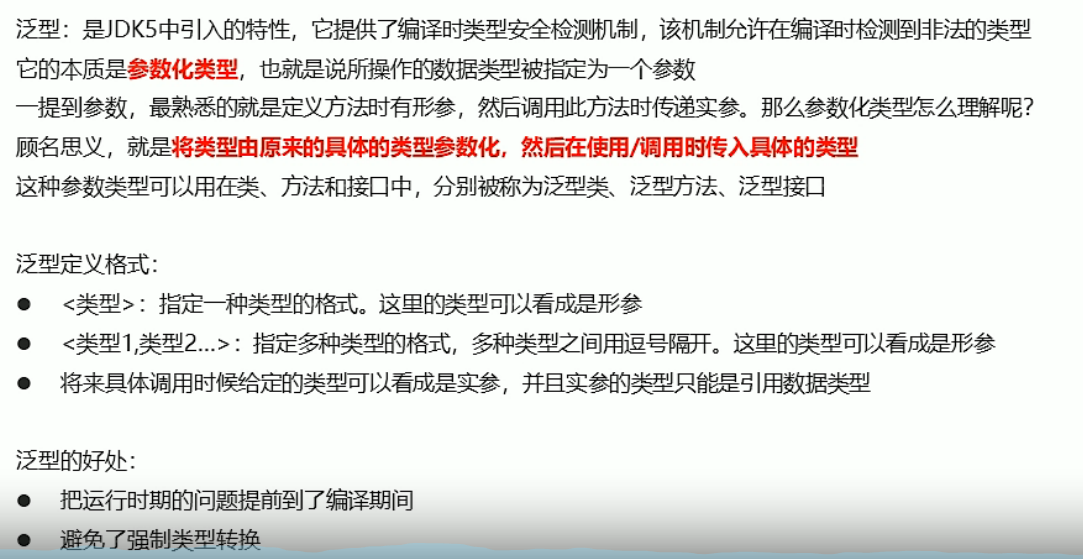 泛型：是JDK5中引入的特性，它提供了编译时类型安全检测机制，该机制允许在编译时检测到非法的类型
它的本质是参数化类型，也就是说所操作的数据类型被指定为一个参数
一提到参数，最熟悉的就是定义方法时有形参，然后调用此方法时传递实参。那么参数化类型怎么理解呢？
顾名思义，就是将类型由原来的具体的类型参数化，然后在使用/调用时传入具体的类型
这种参数类型可以用在类、方法和接口中，分别被称为泛型类、泛型方法、泛型接口
泛型定义格式：
● <类型>：指定一种类型的格式。这里的类型可以看成是形参
● <类型1,类型2...>：指定多种类型的格式，多种类型之间用逗号隔开。这里的类型可以看成是形参
● 将来具体调用时候给定的类型可以看成是实参，并且实参的类型只能是引用数据类型
泛型的好处：
● 把运行时期的问题提前到了编译期间
● 避免了强制类型转换